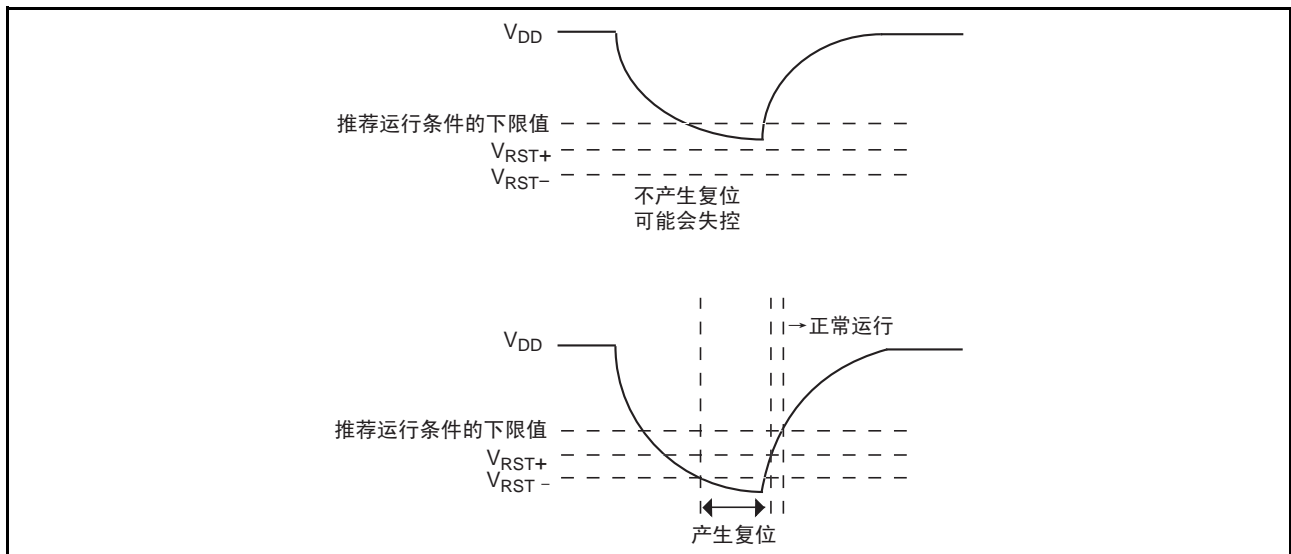 VDD
推荐运行条件的下限值
VRST+
VRST−
不产生复位
可能会失控
→正常运行
VDD
推荐运行条件的下限值
VRST+
VRST −
产生复位